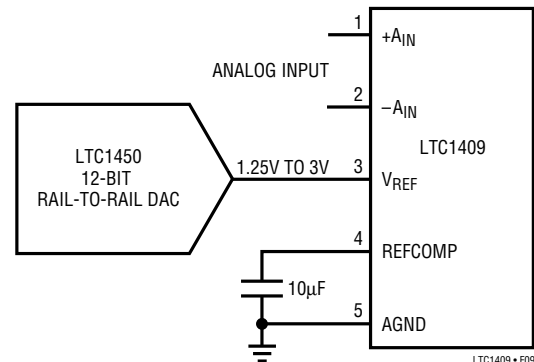 1
+AIN
ANALOG INPUT
2
–AIN
LTC1409
LTC1450
12-BIT
RAIL-TO-RAIL DAC
1.25V TO 3V
3
VREF
4
REFCOMP
10µF
5
AGND
LTC1409 • F09